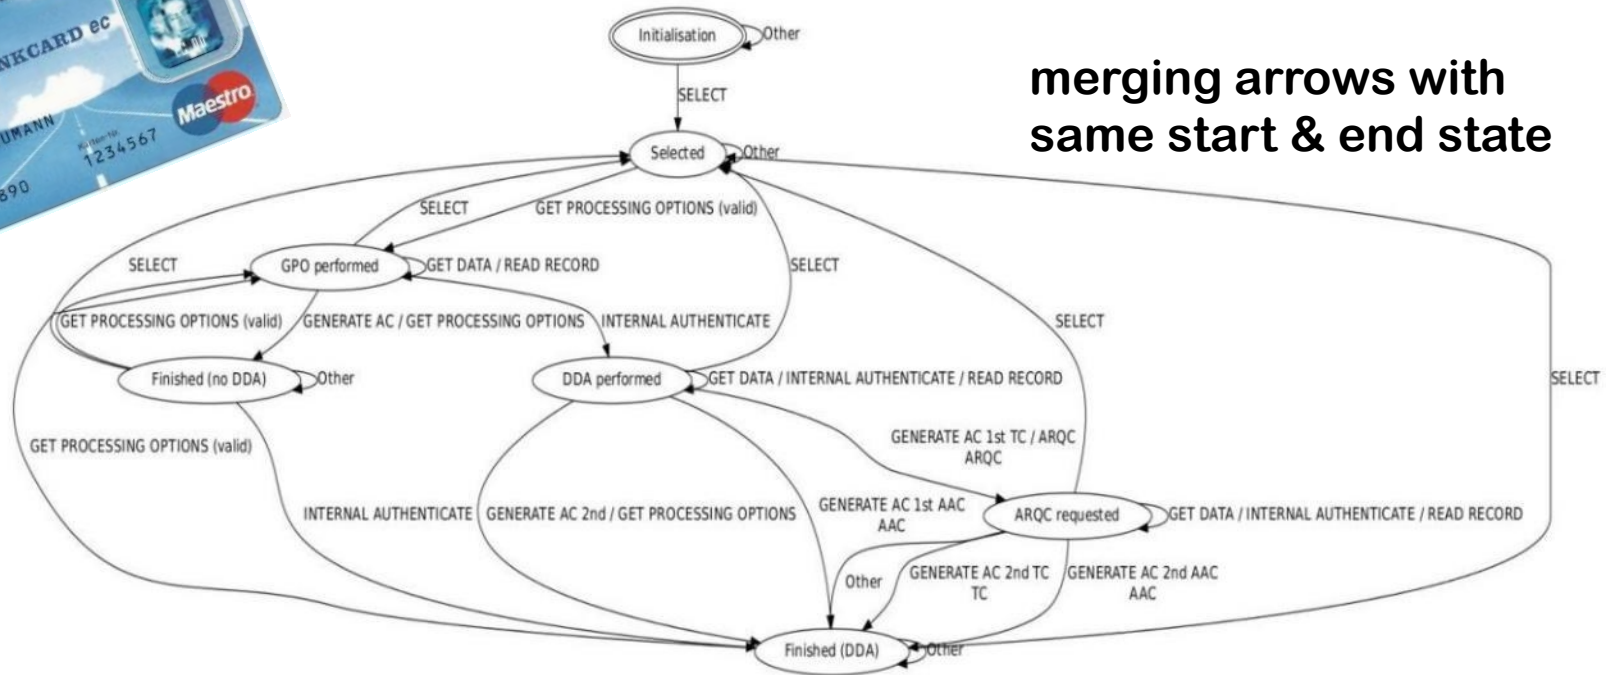 NKCARD ec
Maestro
UMANN
1234567
890
merging arrows with
same start & end state
Initialisation
Other
SELECT
Selected
Other
SELECT
GET PROCESSING OPTIONS (valid)
SELECT
GPO performed
GET DATA / READ RECORD
SELECT
GET PROCESSING OPTIONS (valid)
GENERATE AC / GET PROCESSING OPTIONS
INTERNAL AUTHENTICATE
SELECT
Finished (no DDA)
Other
DDA performed
GET DATA / INTERNAL AUTHENTICATE / READ RECORD
SELECT
GET PROCESSING OPTIONS (valid)
GENERATE AC 1st TC / ARQC
ARQC
INTERNAL AUTHENTICATE
GENERATE AC 2nd / GET PROCESSING OPTIONS
GENERATE AC 1st AAC
AAC
ARQC requested
GET DATA / INTERNAL AUTHENTICATE / READ RECORD
Other
GENERATE AC 2nd TC
TC
GENERATE AC 2nd AAC
AAC
Finished (DDA)
Other